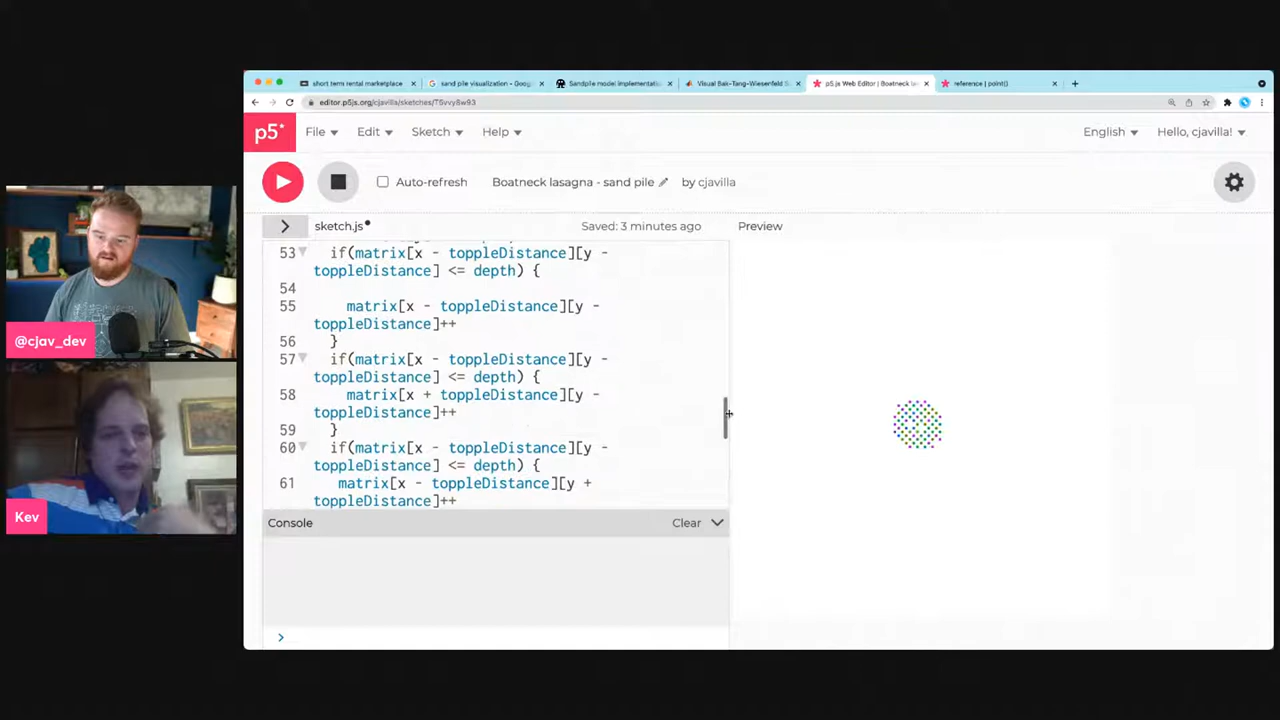 short term rental marketplace
sand pile visualization - Goog
Sandpile model implementati
Visual Bak-Tang-Wiesenfeld S
p5.js Web Editor | Boatneck la
reference | point()
editor.p5js.org/cjavilla/sketches/T5vvy8w93
p5*
File
Edit
Sketch
Help
English
Hello, cjavilla!
Auto-refresh
Boatneck lasagna - sand pile
by cjavilla
sketch.js
Saved: 3 minutes ago
Preview
53 if(matrix[x - toppleDistance][y -
toppleDistance] <= depth) {
54
55 matrix[x - toppleDistance][y -
toppleDistance]++
56 }
57 if(matrix[x - toppleDistance][y -
toppleDistance] <= depth) {
58 matrix[x + toppleDistance][y -
toppleDistance]++
59 }
60 if(matrix[x - toppleDistance][y -
toppleDistance] <= depth) {
61 matrix[x - toppleDistance][y +
toppleDistance]++
Console
Clear
>
@cjav_dev
Kev